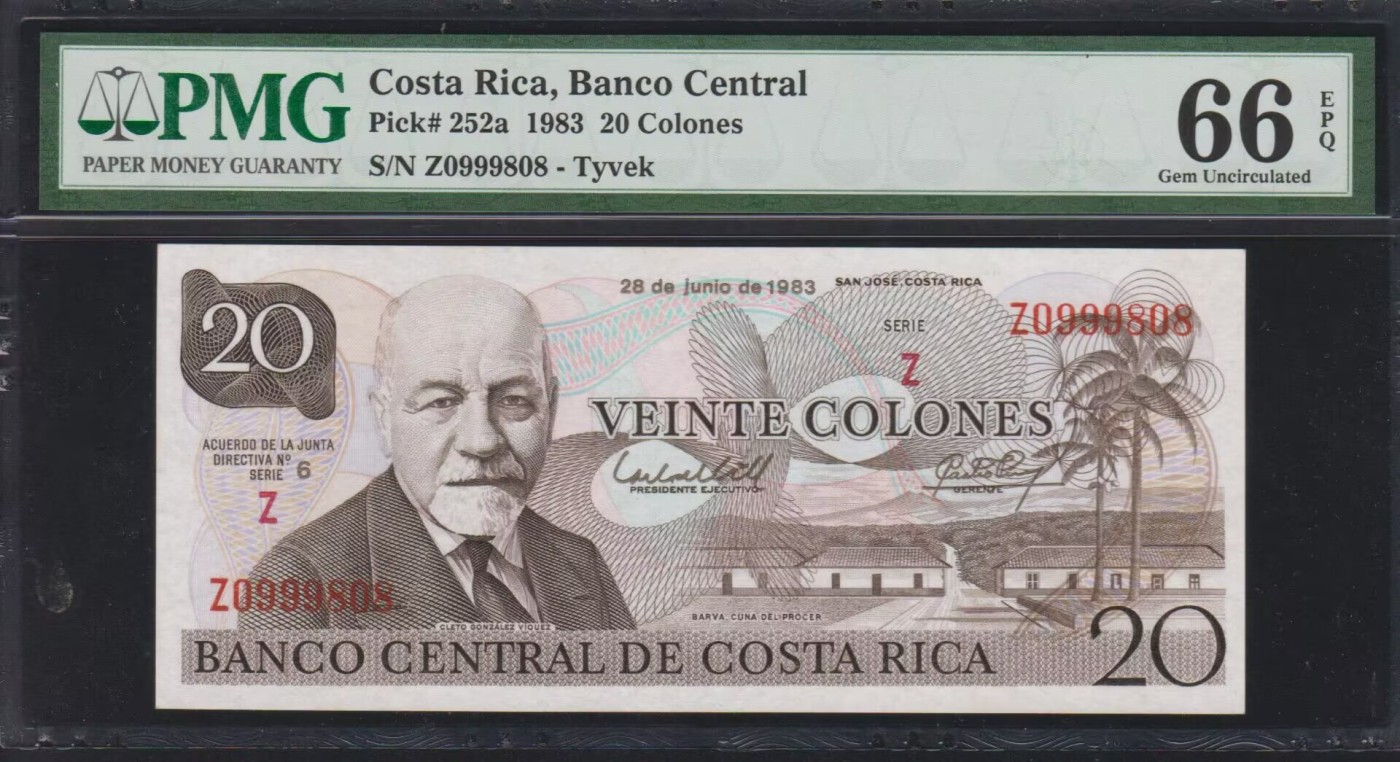 PMG
PAPER MONEY GUARANTY
Costa Rica, Banco Central
Pick# 252a 1983 20 Colones
S/N Z0999808 - Tyvek
66
EPQ
Gem Uncirculated
20
28 de junio de 1983
SAN JOSE, COSTA RICA
SERIE
Z
Z0999808
VEINTE COLONES
ACUERDO DE LA JUNTA
DIRECTIVA Nº 6
SERIE
Z
PRESIDENTE EJECUTIVO
GERENTE
Z0999808
CLETO GONZALEZ VIQUEZ
BARVA, CUNA DEL PROCER
BANCO CENTRAL DE COSTA RICA
20